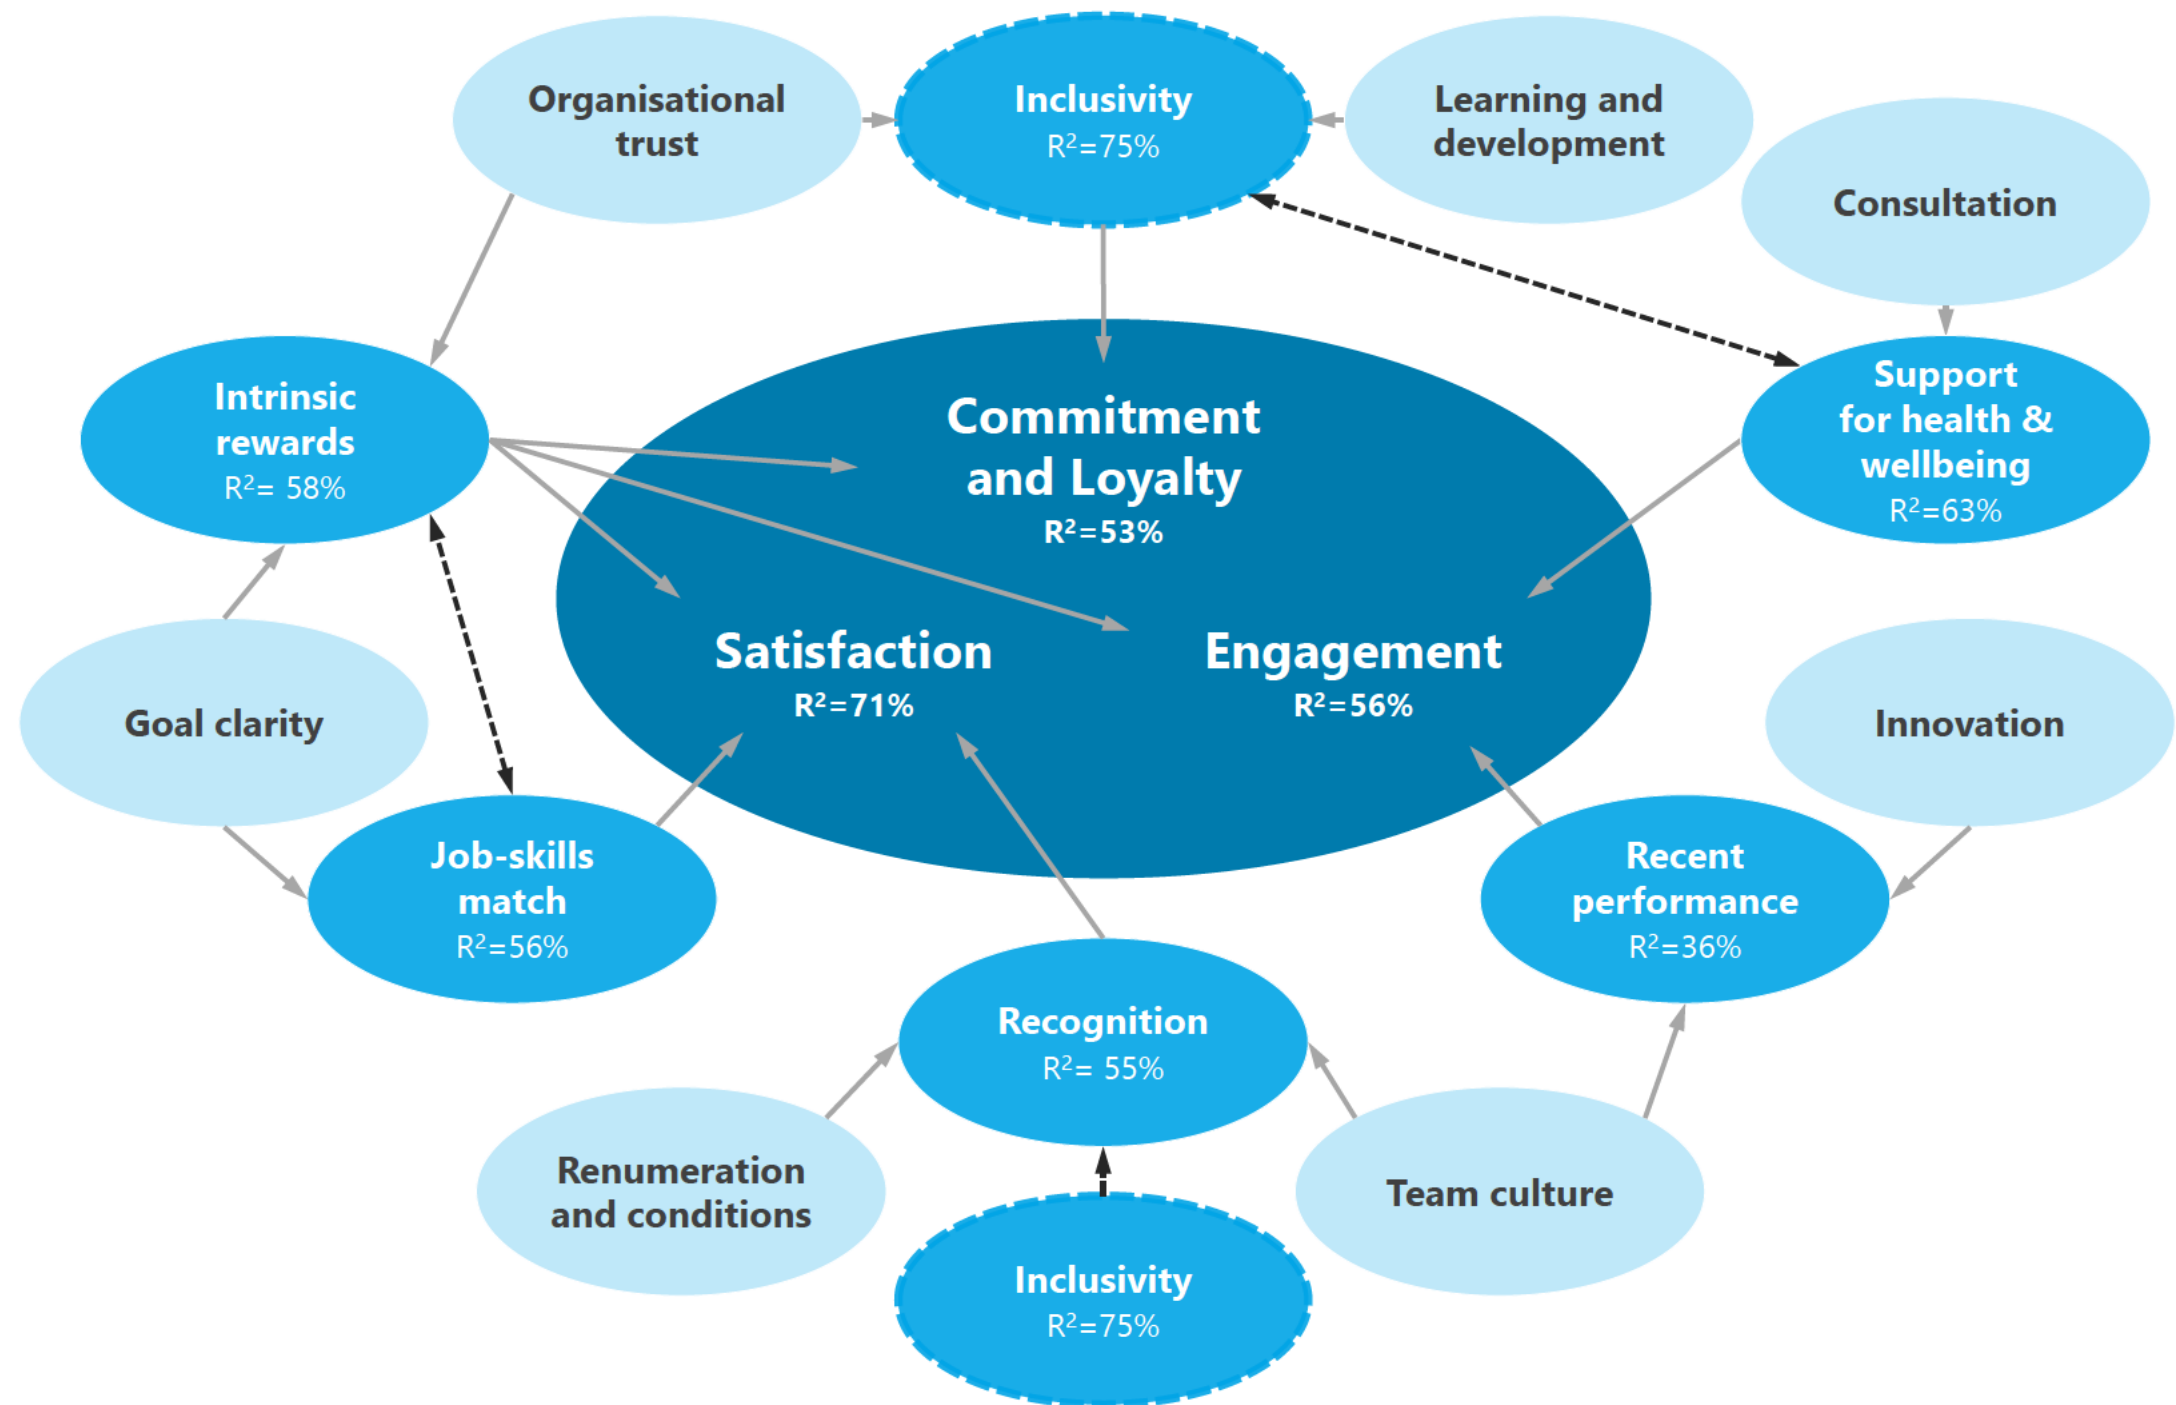 Organisational
trust
Inclusivity
R²=75%
Learning and
development
Consultation
Intrinsic
rewards
R²= 58%
Commitment
and Loyalty
R²=53%
Support
for health &
wellbeing
R²=63%
Satisfaction
R²=71%
Engagement
R²=56%
Goal clarity
Innovation
Job-skills
match
R²=56%
Recent
performance
R²=36%
Recognition
R²= 55%
Renumeration
and conditions
Team culture
Inclusivity
R²=75%